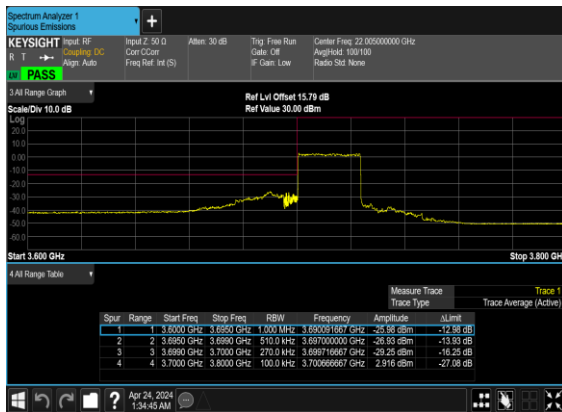 Spectrum Analyzer 1
Spurious Emissions
+
KEYSIGHT Input: RF Input Z: 50 Ω Atten: 30 dB Trig: Free Run Center Freq: 22.005000000 GHz
R T Coupling: DC Corr CCorr Gate: Off Avg|Hold: 100/100
Align: Auto Freq Ref: Int (S) IF Gain: Low Radio Std: None
PASS
3 All Range Graph
Ref Lvl Offset 15.79 dB
Scale/Div 10.0 dB Ref Value 30.00 dBm
Log
20.0
10.0
0.00
-10.0
-20.0
-30.0
-40.0
-50.0
-60.0
Start 3.600 GHz Stop 3.800 GH
4 All Range Table
Measure Trace Trace 1
Trace Type Trace Average (Active)
Spur Range Start Freq Stop Freq RBW Frequency Amplitude ΔLimit
1 1 3.6000 GHz 3.6950 GHz 1.000 MHz 3.690091667 GHz -25.98 dBm -12.98 dB
2 2 3.6950 GHz 3.6990 GHz 510.0 kHz 3.697000000 GHz -26.93 dBm -13.93 dB
3 3 3.6990 GHz 3.7000 GHz 270.0 kHz 3.699716667 GHz -29.25 dBm -16.25 dB
4 4 3.7000 GHz 3.8000 GHz 100.0 kHz 3.700666667 GHz 2.916 dBm -27.08 dB
? Apr 24, 2024
1:34:45 AM